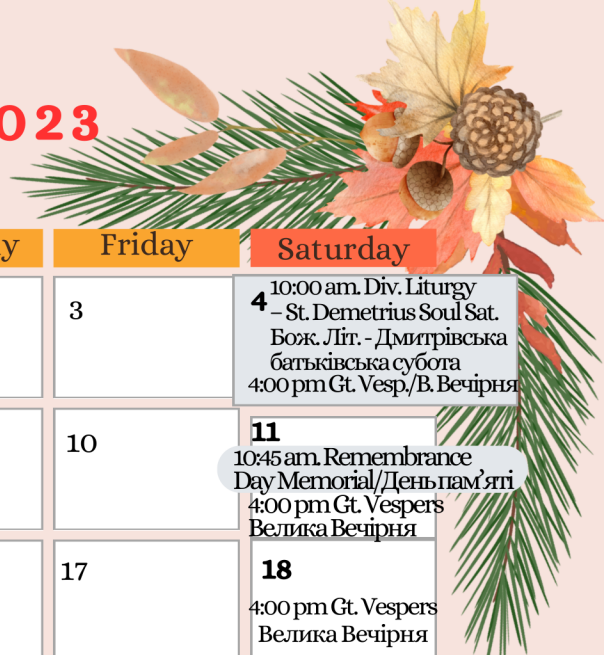 023
y Friday Saturday
3
4 10:00 am. Div. Liturgy
– St. Demetrius Soul Sat.
Бож. Літ. - Дмитрівська
батьківська субота
4:00 pm Gt. Vesp./В. Вечірня
10
11
10:45 am. Remembrance
Day Memorial/День пам’яті
4:00 pm Gt. Vespers
Велика Вечірня
17
18
4:00 pm Gt. Vespers
Велика Вечірня